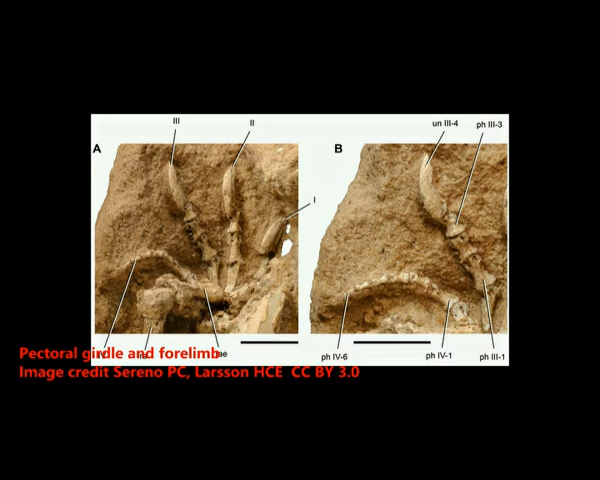 III
II
un III-4
ph III-3
A
B
I
Pectoral girdle and forelimb
ph IV-6
ph IV-1
ph III-1
Image credit Sereno PC, Larsson HCE CC BY 3.0